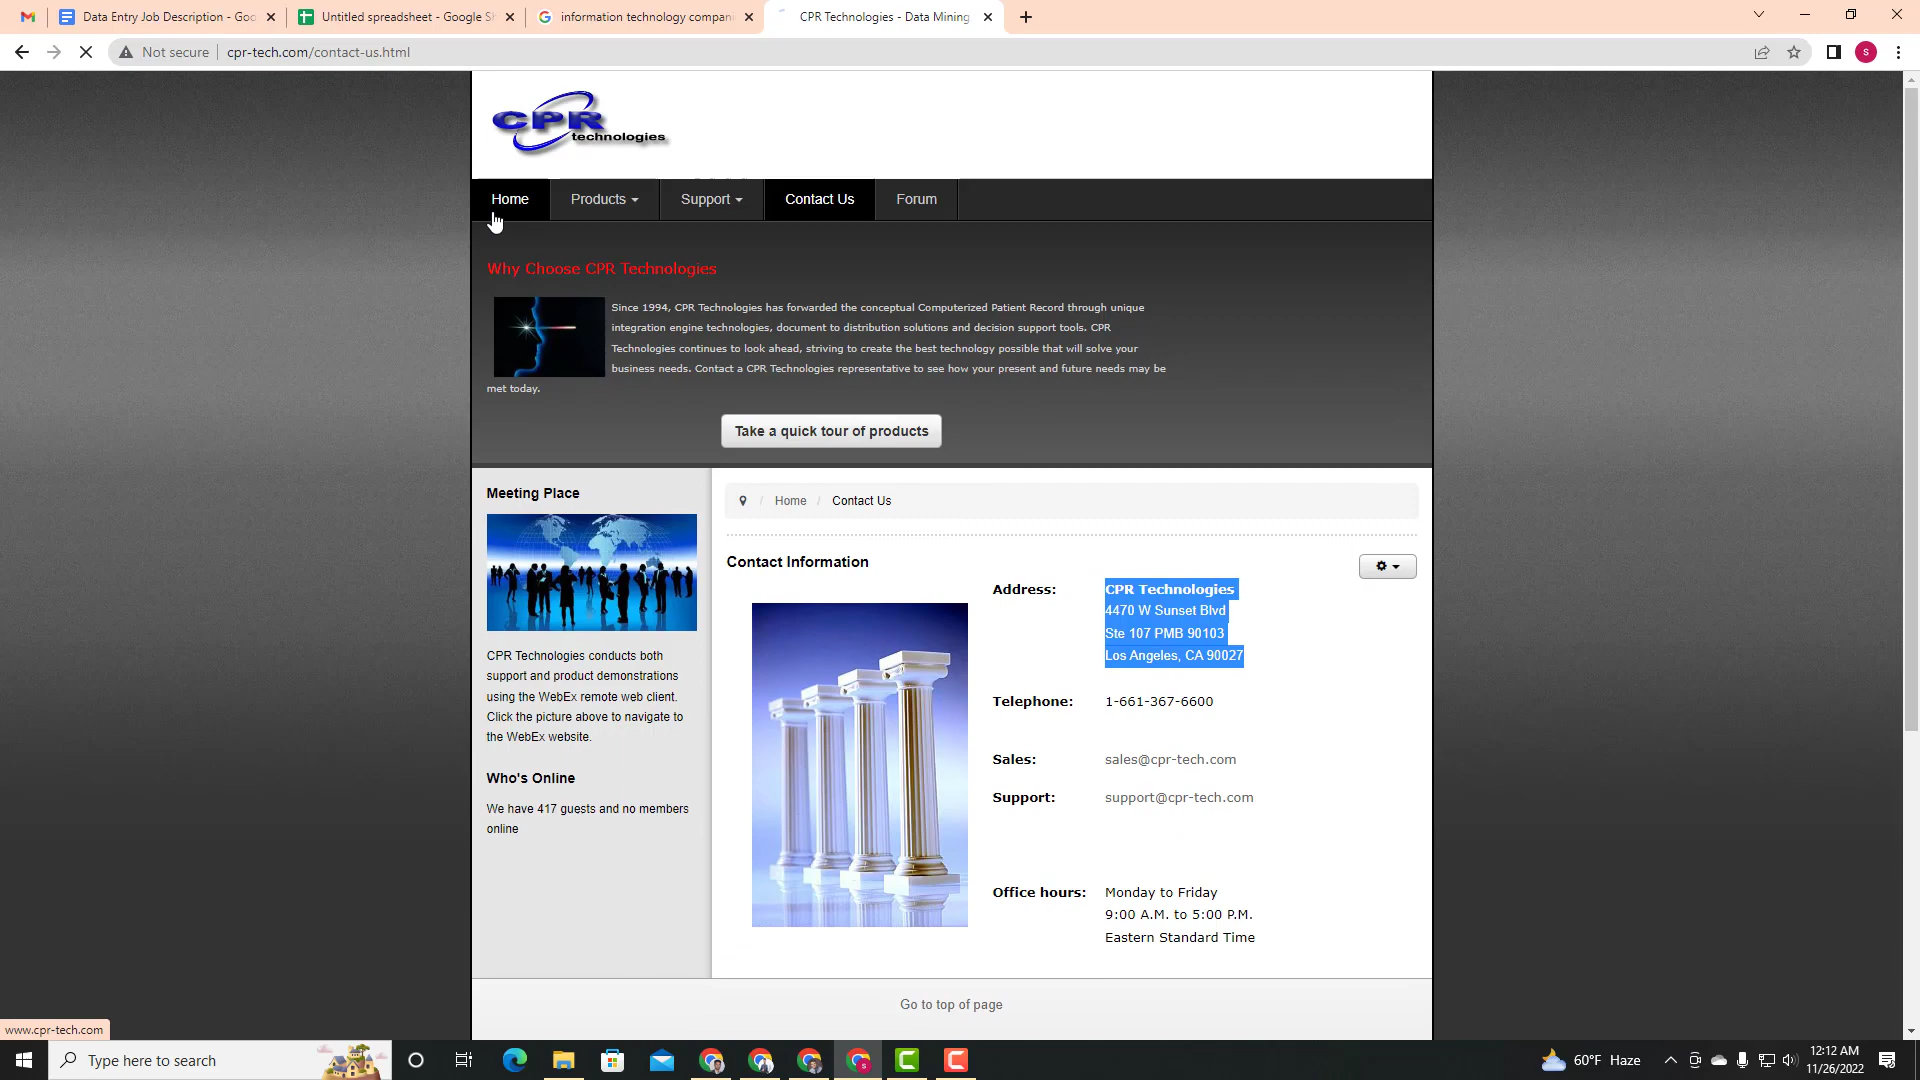 Data Entry Job Description - Goo
Untitled spreadsheet - Google Sh
information technology compani
CPR Technologies - Data Mining
Not secure
cpr-tech.com/contact-us.html
S
CPR
technologies
Home
Products
Support
Contact Us
Forum
Why Choose CPR Technologies
Since 1994, CPR Technologies has forwarded the conceptual Computerized Patient Record through unique
integration engine technologies, document to distribution solutions and decision support tools. CPR
Technologies continues to look ahead, striving to create the best technology possible that will solve your
business needs. Contact a CPR Technologies representative to see how your present and future needs may be
met today.
Take a quick tour of products
Meeting Place
CPR Technologies conducts both
support and product demonstrations
using the WebEx remote web client.
Click the picture above to navigate to
the WebEx website.
Who's Online
We have 417 guests and no members
online
/ Home / Contact Us
Contact Information
Address:
CPR Technologies
4470 W Sunset Blvd
Ste 107 PMB 90103
Los Angeles, CA 90027
Telephone:
1-661-367-6600
Sales:
sales@cpr-tech.com
Support:
support@cpr-tech.com
Office hours:
Monday to Friday
9:00 A.M. to 5:00 P.M.
Eastern Standard Time
Go to top of page
www.cpr-tech.com
Type here to search
60°F Haze
12:12 AM
11/26/2022